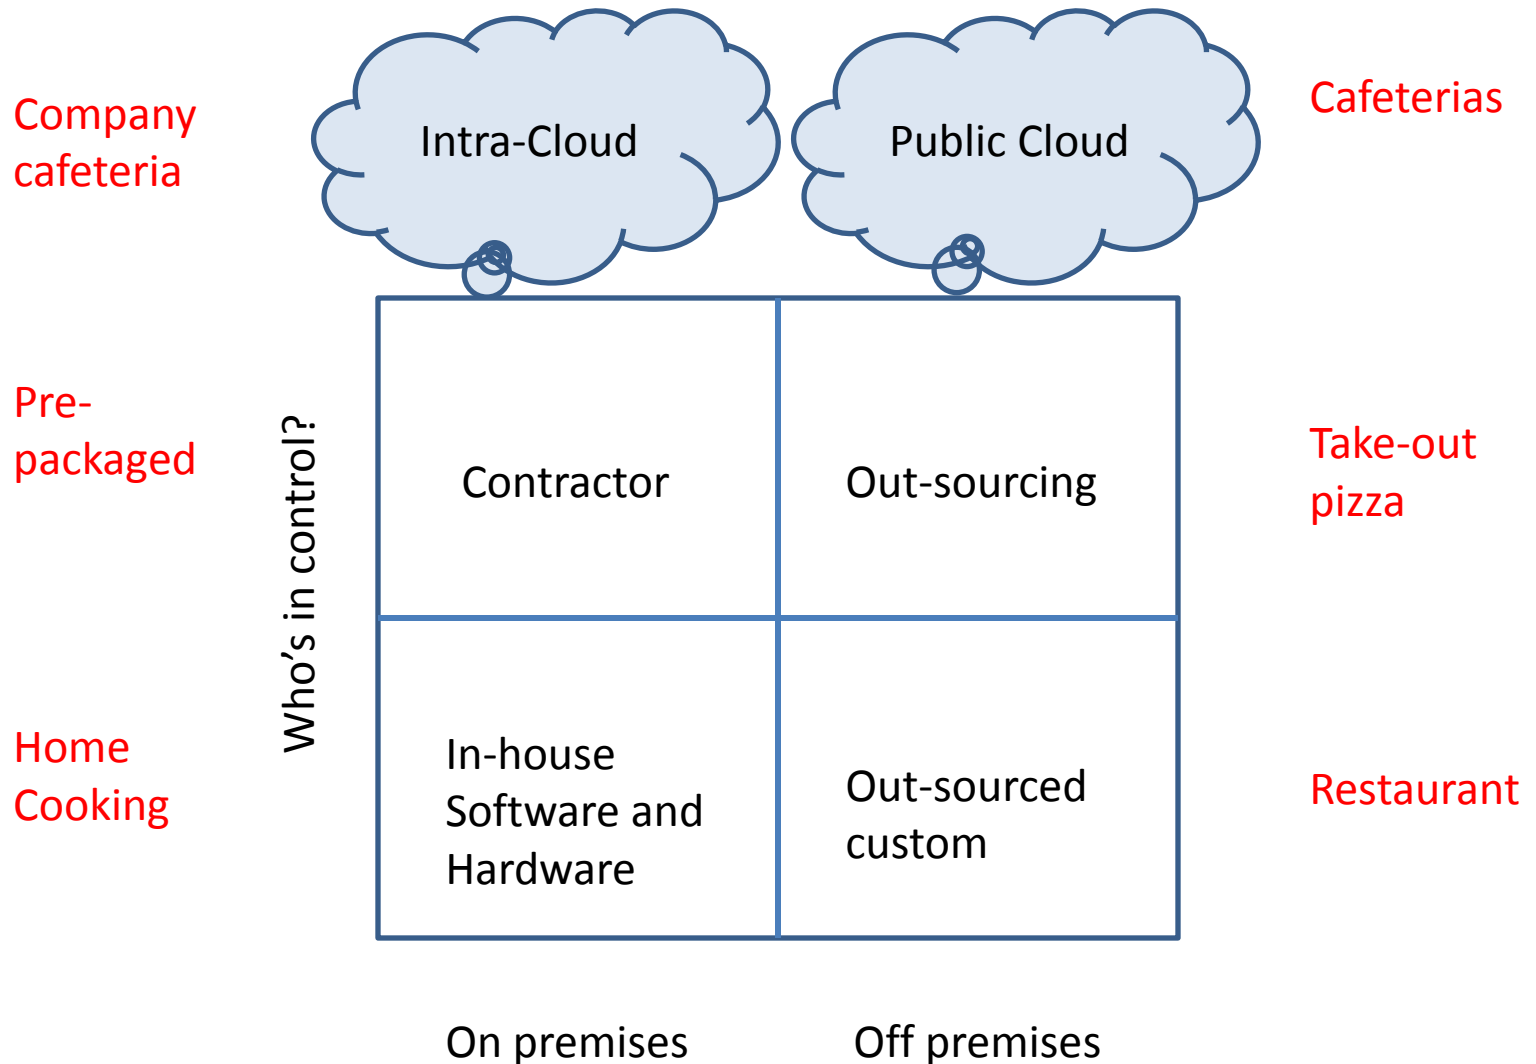 Company
cafeteria
Intra-Cloud
Public Cloud
Cafeterias
Pre-
packaged
Who's in control?
Contractor
Out-sourcing
Take-out
pizza
Home
Cooking
In-house
Software and
Hardware
Out-sourced
custom
Restaurant
On premises
Off premises